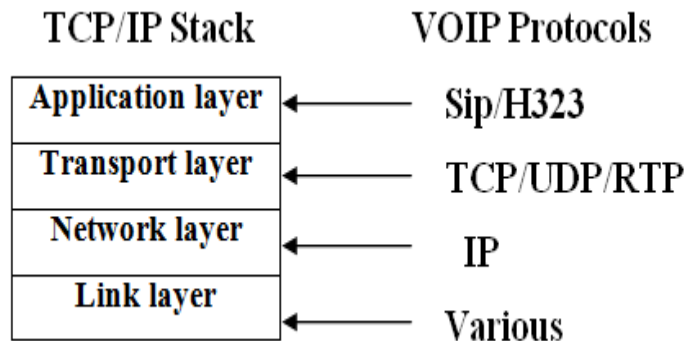 TCP/IP Stack VOIP Protocols
Application layer Sip/H323
Transport layer TCP/UDP/RTP
Network layer IP
Link layer Various